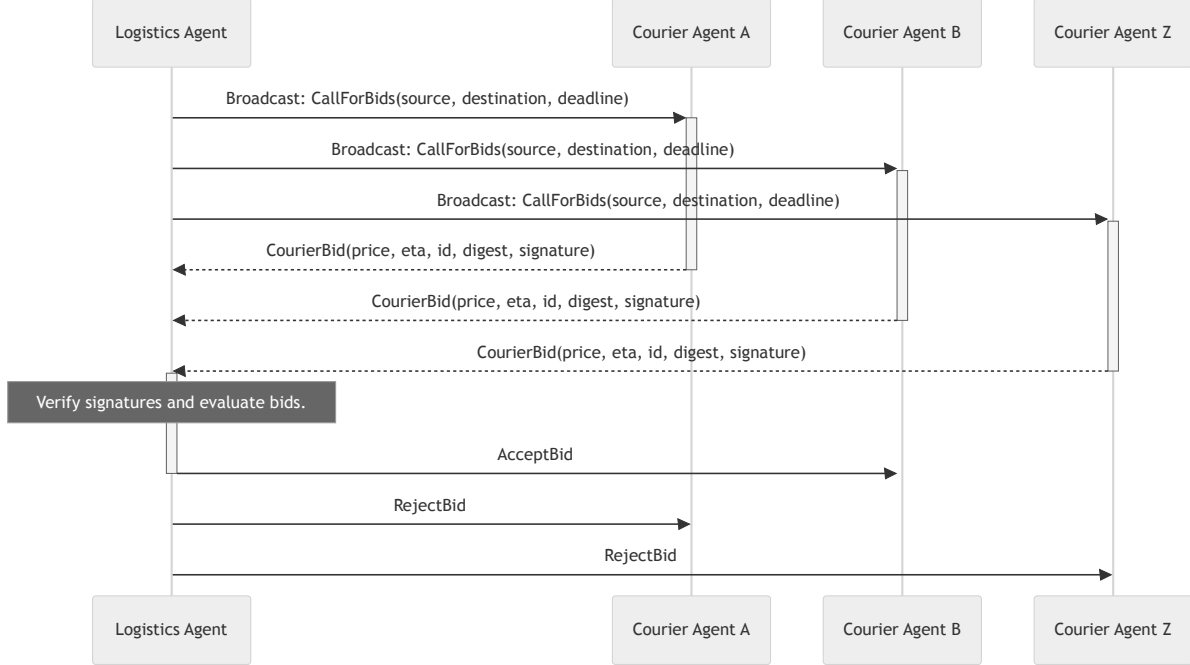 Logistics Agent
Courier Agent A
Courier Agent B
Courier Agent Z
Broadcast: CallForBids(source, destination, deadline)
Broadcast: CallForBids(source, destination, deadline)
Broadcast: CallForBids(source, destination, deadline)
CourierBid(price, eta, id, digest, signature)
CourierBid(price, eta, id, digest, signature)
CourierBid(price, eta, id, digest, signature)
Verify signatures and evaluate bids.
AcceptBid
RejectBid
RejectBid
Logistics Agent
Courier Agent A
Courier Agent B
Courier Agent Z